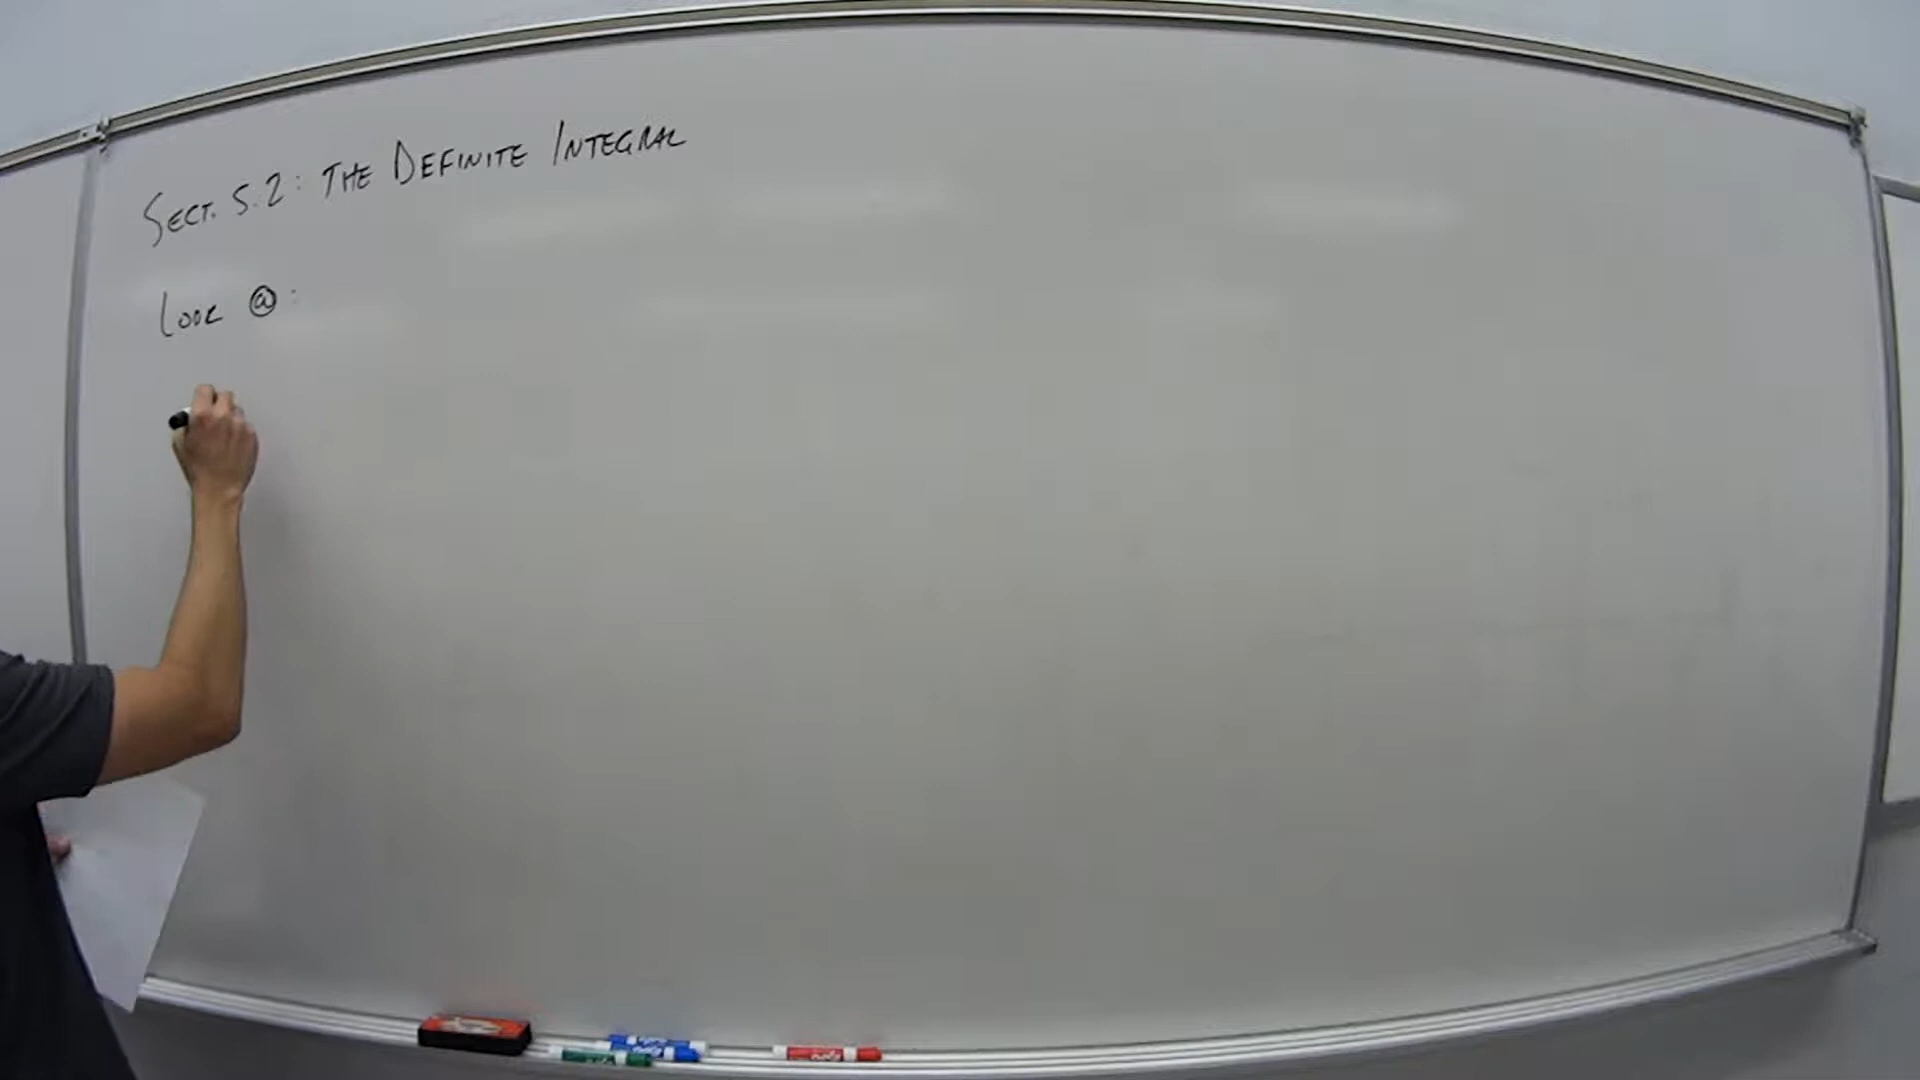 SECT. 5.2: THE DEFINITE INTEGRAL
LOOK @: